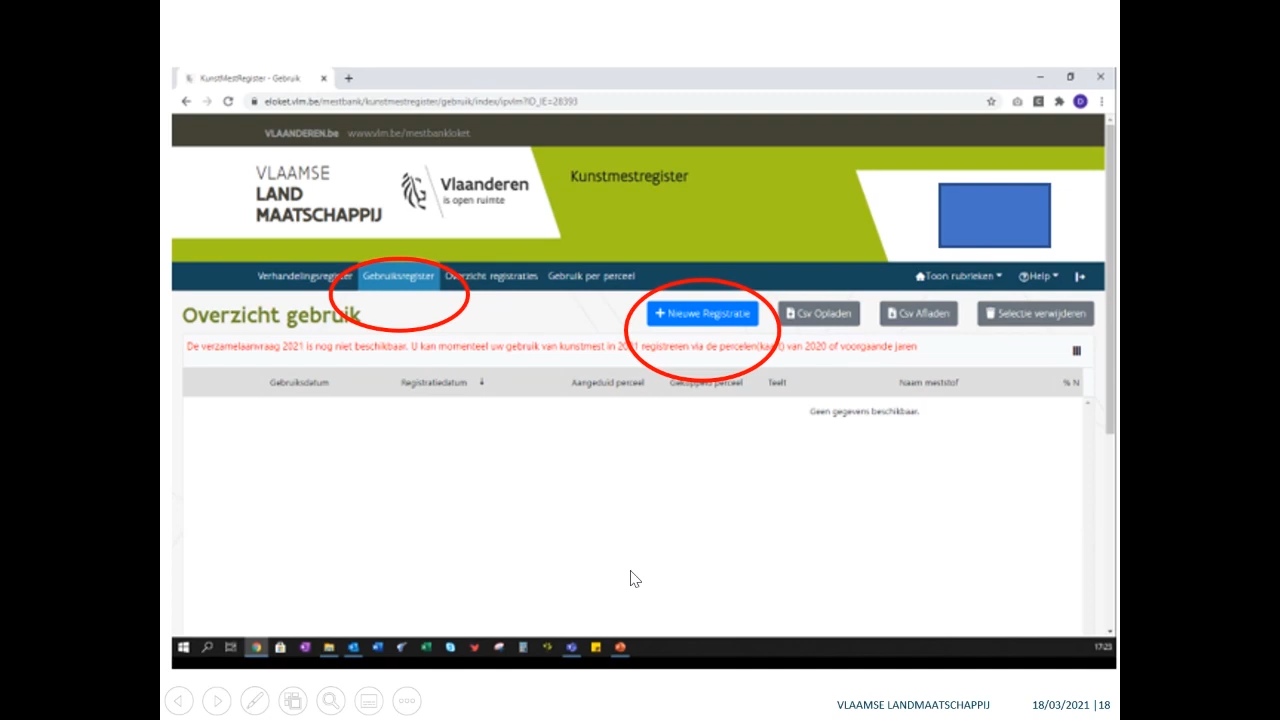 KunstMestRegister - Gebruik
eloket.vlm.be/mestbank/kunstmestregister/gebruik/index/ipvlm?ID_IE=28393
VLAANDEREN.be www.vlm.be/mestbankloket
VLAAMSE
LAND
MAATSCHAPPIJ
Vlaanderen
is open ruimte
Kunstmestregister
Verhandelingsregister Gebruiksregister Overzicht registraties Gebruik per perceel Toon rubrieken Help
Overzicht gebruik
Nieuwe Registratie Csv Opladen Csv Afladen Selectie verwijderen
De verzamelaanvraag 2021 is nog niet beschikbaar. U kan momenteel uw gebruik van kunstmest in 2021 registreren via de percelen(kaart) van 2020 of voorgaande jaren
Gebruiksdatum Registratiedatum Aangeduid perceel Gekoppeld perceel Teelt Naam meststof % N
Geen gegevens beschikbaar.
17:23
VLAAMSE LANDMAATSCHAPPIJ 18/03/2021 |18